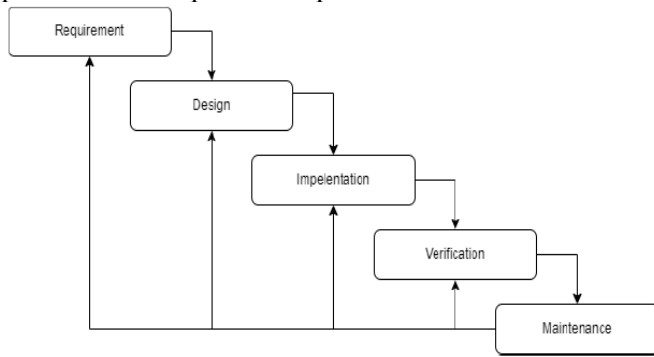 Requirement
Design
Impelentation
Verification
Maintenance